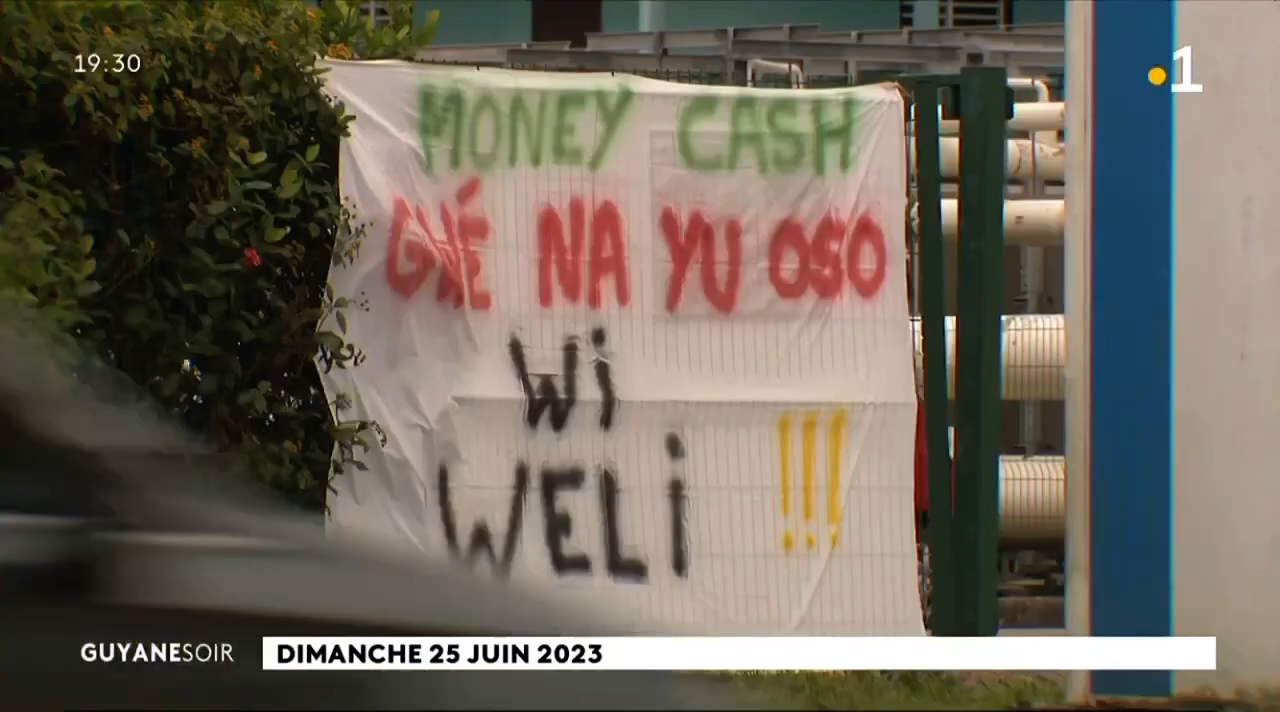 19:30
1
MONEY CASH
GWÉ NA YU OSO
Wi
WELi !!!
GUYANESOIR
DIMANCHE 25 JUIN 2023